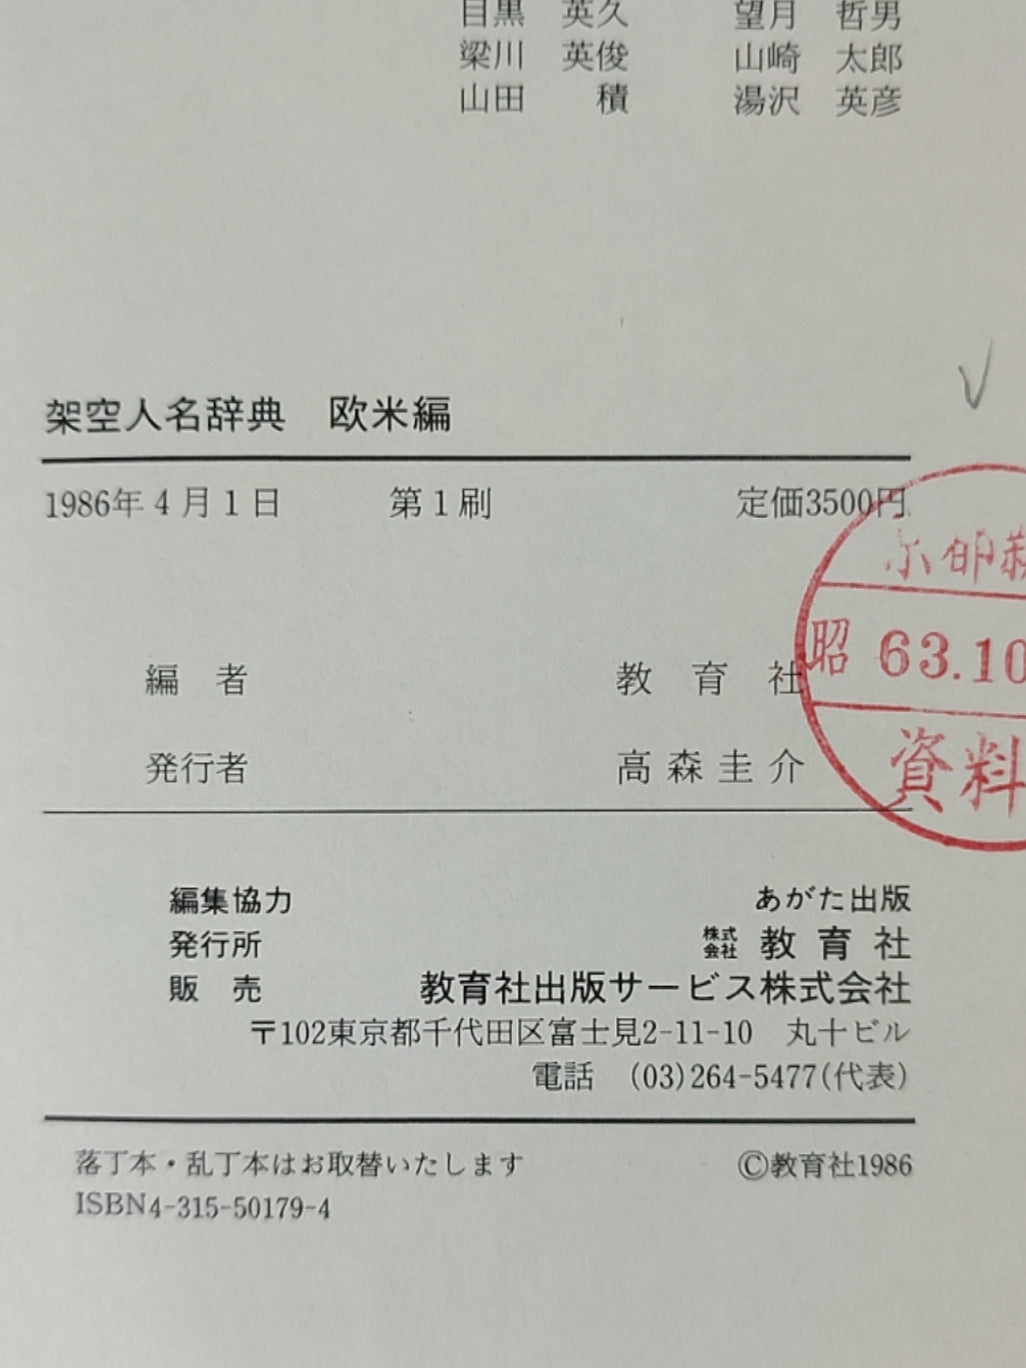 目黒 英久 望月 哲男
梁川 英俊 山崎 太郎
山田 積 湯沢 英彦
架空人名辞典 欧米編
1986年4月1日 第1刷 定価3500円
編者 教育社
発行者 高森圭介
昭 63.10
資料
編集協力 あがた出版
発行所 株式会社 教育社
販売 教育社出版サービス株式会社
〒102東京都千代田区富士見2-11-10 丸十ビル
電話 (03)264-5477(代表)
落丁本・乱丁本はお取替いたします ©教育社1986
ISBN4-315-50179-4